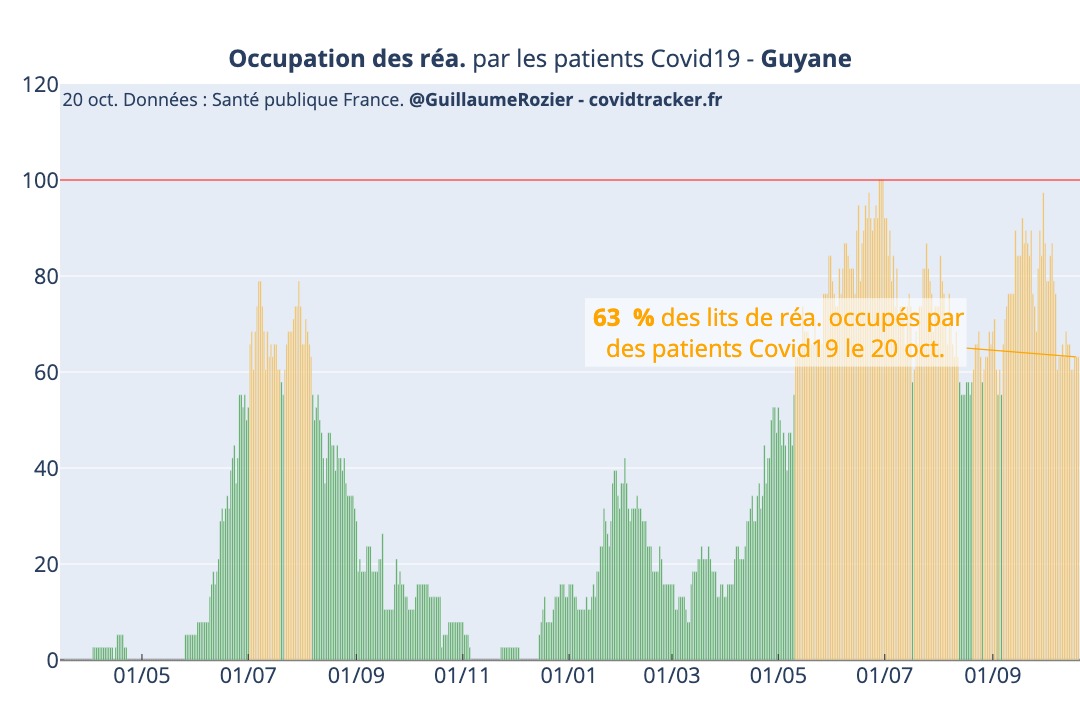 Occupation des réa. par les patients Covid19 - Guyane
120
20 oct. Données : Santé publique France. @GuillaumeRozier - covidtracker.fr
100
80
63 % des lits de réa. occupés par
des patients Covid19 le 20 oct.
60
40
20
0
01/05 01/07 01/09 01/11 01/01 01/03 01/05 01/07 01/09